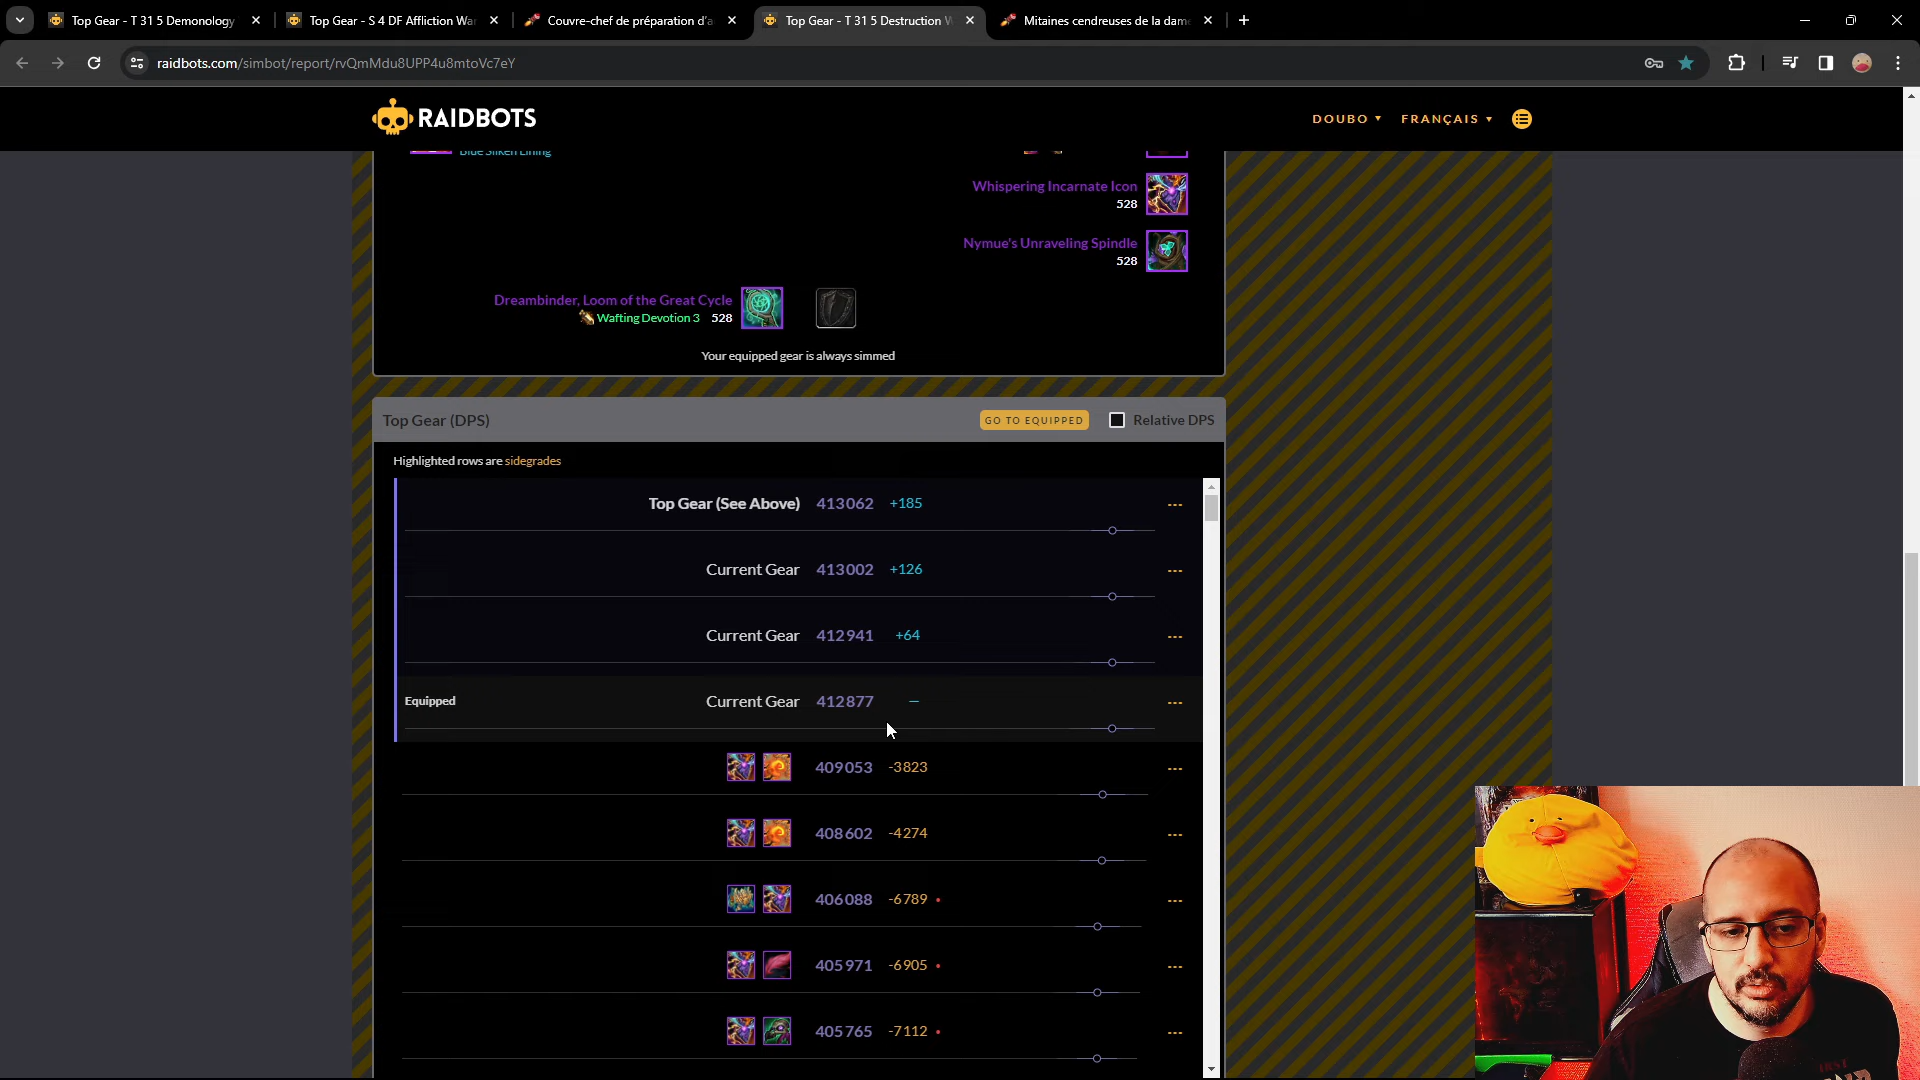 Top Gear - T 31 5 Demonology
Top Gear - S 4 DF Affliction War
Couvre-chef de préparation d'a
Top Gear - T 31 5 Destruction W
Mitaines cendreuses de la dame
raidbots.com/simbot/report/rvQmMdu8UPP4u8mtoVc7eY
RAIDBOTS
DOUBO
FRANÇAIS
Blue Silken Lining
Whispering Incarnate Icon
528
Nymue's Unraveling Spindle
528
Dreambinder, Loom of the Great Cycle
Wafting Devotion 3 528
Your equipped gear is always simmed
Top Gear (DPS)
GO TO EQUIPPED
Relative DPS
Highlighted rows are sidegrades
Top Gear (See Above) 413062 +185
Current Gear 413002 +126
Current Gear 412941 +64
Equipped Current Gear 412877 —
409053 -3823
408602 -4274
406088 -6789
405971 -6905
405765 -7112